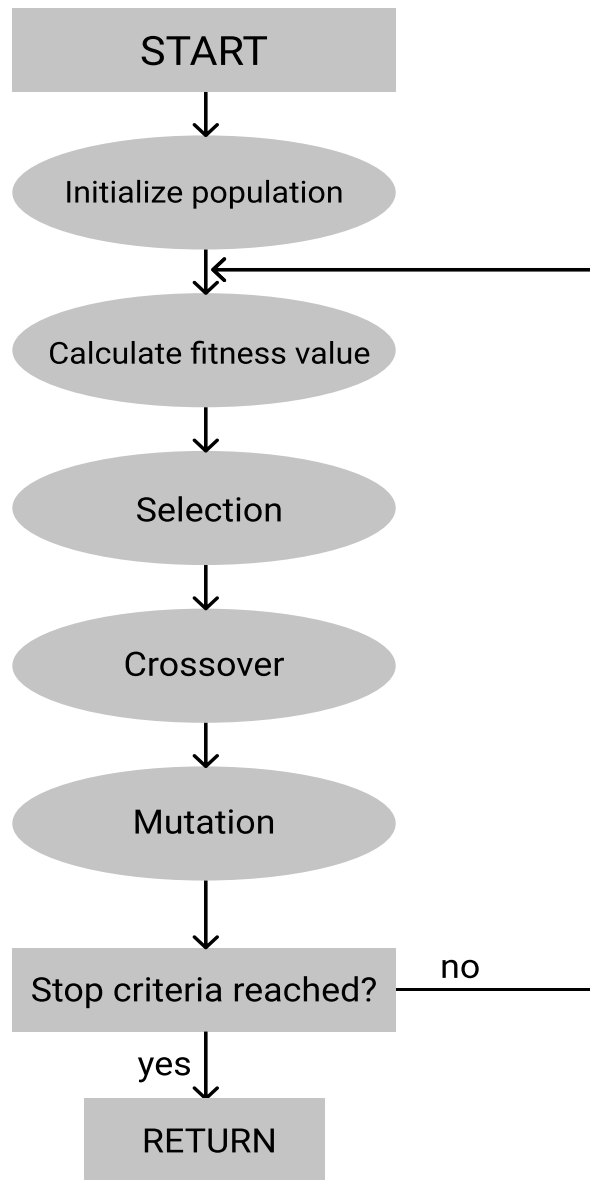 START
Initialize population
Calculate fitness value
Selection
Crossover
Mutation
Stop criteria reached?
no
yes
RETURN